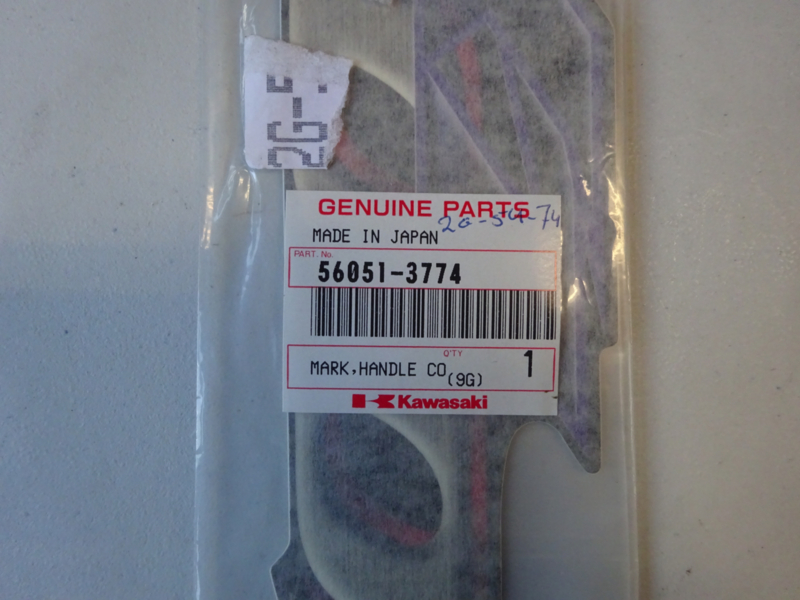 2G-
GENUINE PARTS
MADE IN JAPAN
PART. No.
56051-3774
Q'TY
MARK,HANDLE CO 1
(9G)
Kawasaki